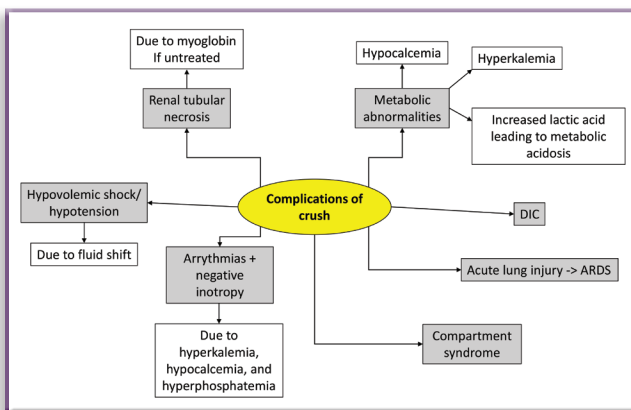 Due to myoglobin
If untreated
Renal tubular
necrosis
Hypocalcemia
Hyperkalemia
Metabolic
abnormalities
Increased lactic acid
leading to metabolic
acidosis
Hypovolemic shock/
hypotension
Due to fluid shift
Complications of
crush
DIC
Arrythmias +
negative
inotropy
Acute lung injury -> ARDS
Due to
hyperkalemia,
hypocalcemia, and
hyperphosphatemia
Compartment
syndrome